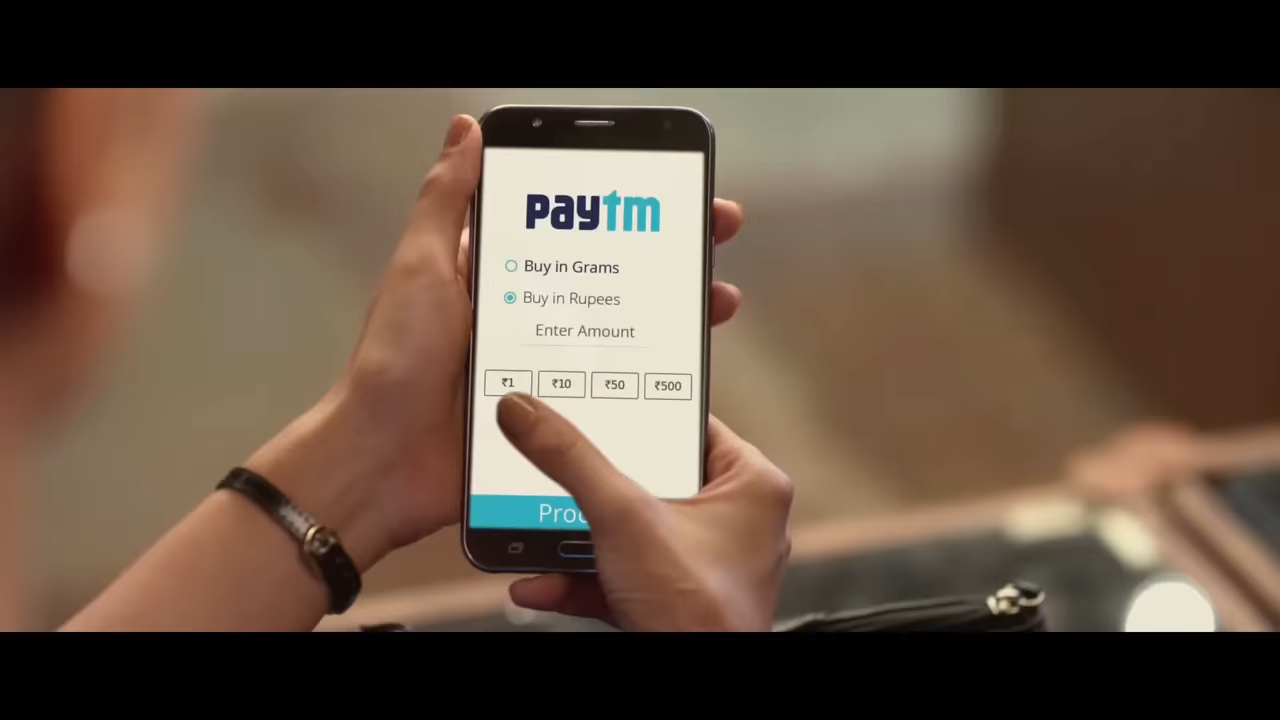 paytm
Buy in Grams
Buy in Rupees
Enter Amount
₹1 ₹10 ₹50 ₹500